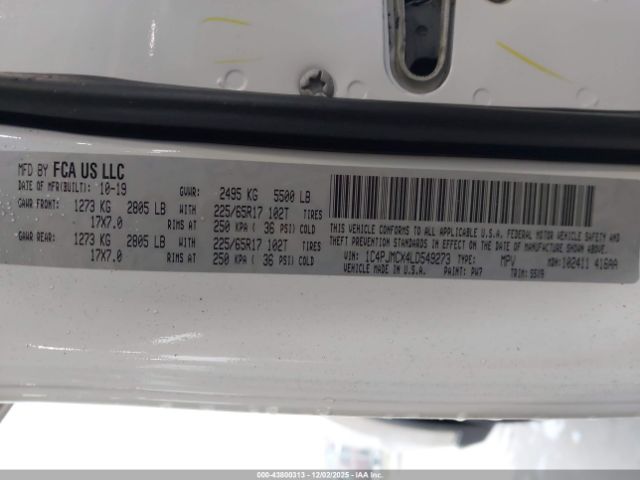 MFD BY FCA US LLC
DATE OF MFR(BUILT): 10-19 GVWR: 2495 KG 5500 LB
GAWR FRONT: 1273 KG 2805 LB WITH 225/65R17 102T TIRES
17X7.0 RIMS AT 250 KPA ( 36 PSI) COLD
GAWR REAR: 1273 KG 2805 LB WITH 225/65R17 102T TIRES
17X7.0 RIMS AT 250 KPA ( 36 PSI) COLD
THIS VEHICLE CONFORMS TO ALL APPLICABLE U.S.A. FEDERAL MOTOR VEHICLE SAFETY AND
THEFT PREVENTION STANDARDS IN EFFECT ON THE DATE OF MANUFACTURE SHOWN ABOVE.
VIN: 1C4PJMCX4LD549273 TYPE: MPV MDH: 102411 418AA
VEHICLE MADE IN U.S.A. PAINT: PW7 TRIM:
000-43800313 - 12/02/2025 -